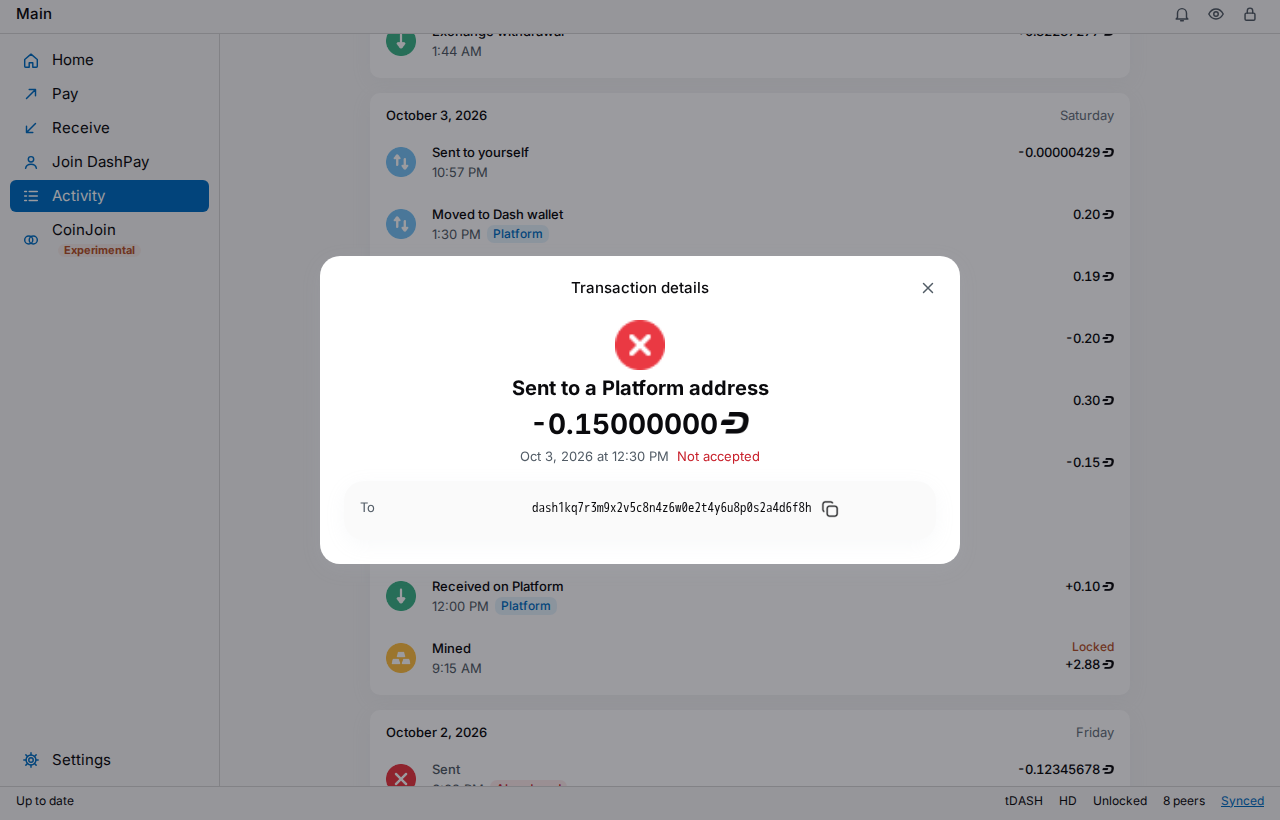 Main
Home
Pay
Receive
Join DashPay
Activity
CoinJoin
Experimental
Settings
1:44 AM
October 3, 2026
Saturday
Sent to yourself
-0.00000429
10:57 PM
Moved to Dash wallet
0.20
1:30 PM Platform
0.19
-0.20
0.30
-0.15
Transaction details
Sent to a Platform address
-0.15000000
Oct 3, 2026 at 12:30 PM Not accepted
To dash1kq7r3m9x2v5c8n4z6w0e2t4y6u8p0s2a4d6f8h
Received on Platform
+0.10
12:00 PM Platform
Mined
Locked
9:15 AM
+2.88
October 2, 2026
Friday
Sent
-0.12345678
Up to date
tDASH HD Unlocked 8 peers Synced